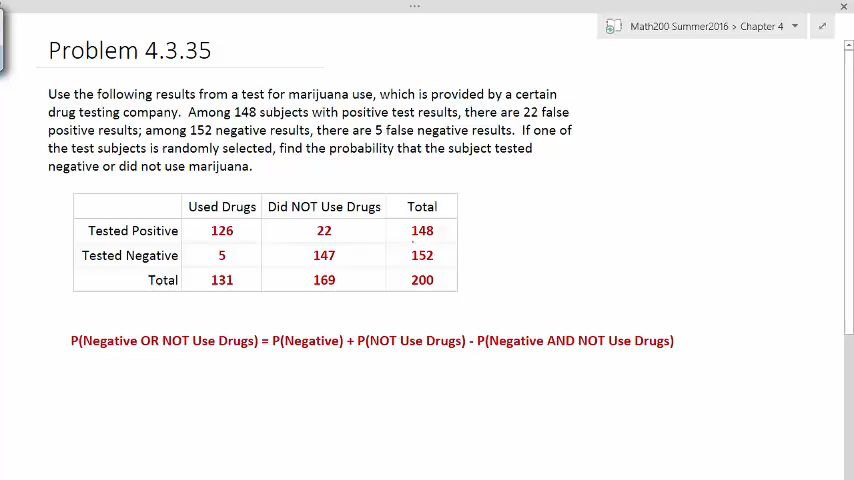 Math200 Summer2016 > Chapter 4
Problem 4.3.35
Use the following results from a test for marijuana use, which is provided by a certain
drug testing company. Among 148 subjects with positive test results, there are 22 false
positive results; among 152 negative results, there are 5 false negative results. If one of
the test subjects is randomly selected, find the probability that the subject tested
negative or did not use marijuana.
Used Drugs Did NOT Use Drugs Total
Tested Positive 126 22 148
Tested Negative 5 147 152
Total 131 169 200
P(Negative OR NOT Use Drugs) = P(Negative) + P(NOT Use Drugs) - P(Negative AND NOT Use Drugs)